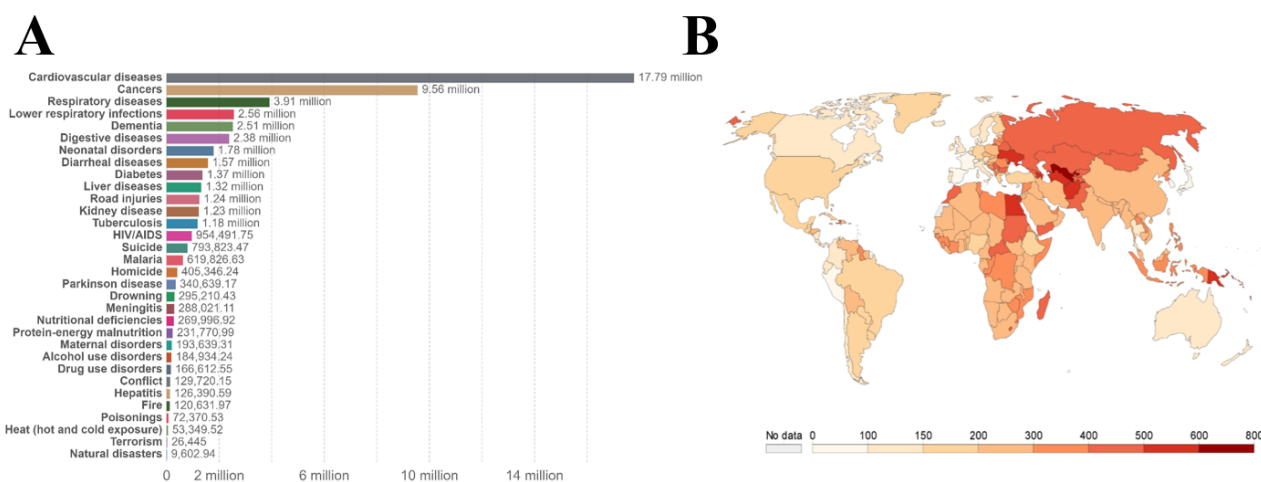 A
B
Cardiovascular diseases 17.79 million
Cancers 9.56 million
Respiratory diseases 3.91 million
Lower respiratory infections 2.56 million
Dementia 2.51 million
Digestive diseases 2.38 million
Neonatal disorders 1.78 million
Diarrheal diseases 1.57 million
Diabetes 1.37 million
Liver diseases 1.32 million
Road injuries 1.24 million
Kidney disease 1.23 million
Tuberculosis 1.18 million
HIV/AIDS 954,491.75
Suicide 793,823.47
Malaria 619,826.63
Homicide 405,346.24
Parkinson disease 340,639.17
Drowning 295,210.43
Meningitis 288,021.11
Nutritional deficiencies 269,996.92
Protein-energy malnutrition 231,770.99
Maternal disorders 193,639.31
Alcohol use disorders 184,934.24
Drug use disorders 166,612.55
Conflict 129,720.15
Hepatitis 126,390.59
Fire 120,631.97
Poisonings 72,370.53
Heat (hot and cold exposure) 53,349.52
Terrorism 26,445
Natural disasters 9,602.94
0 2 million 6 million 10 million 14 million
No data 0 100 150 200 300 400 500 600 800